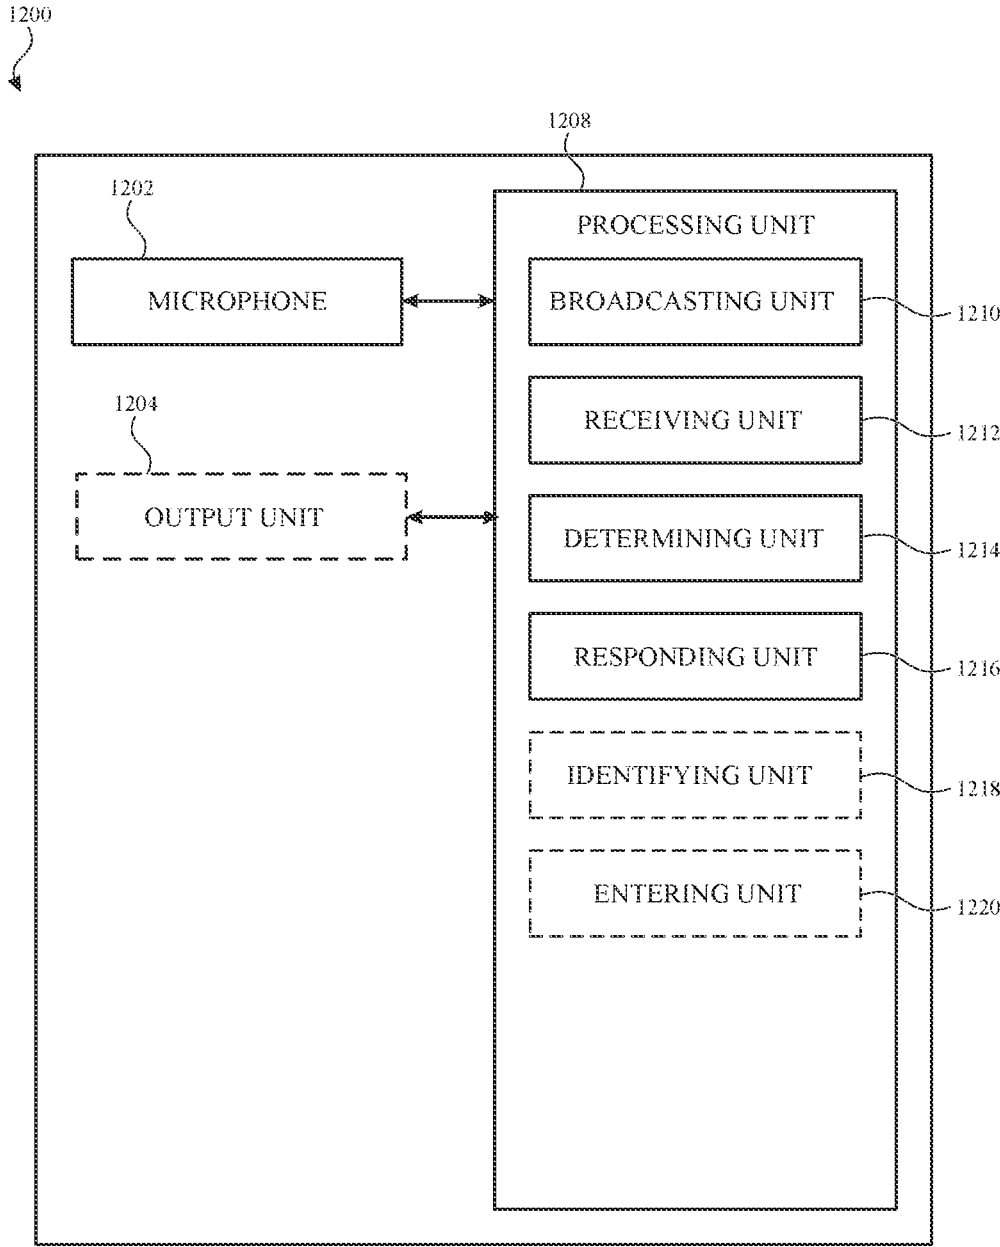 1200
1208
1202
PROCESSING UNIT
MICROPHONE
BROADCASTING UNIT
1210
1204
RECEIVING UNIT
1212
OUTPUT UNIT
DETERMINING UNIT
1214
RESPONDING UNIT
1216
IDENTIFYING UNIT
1218
ENTERING UNIT
1220